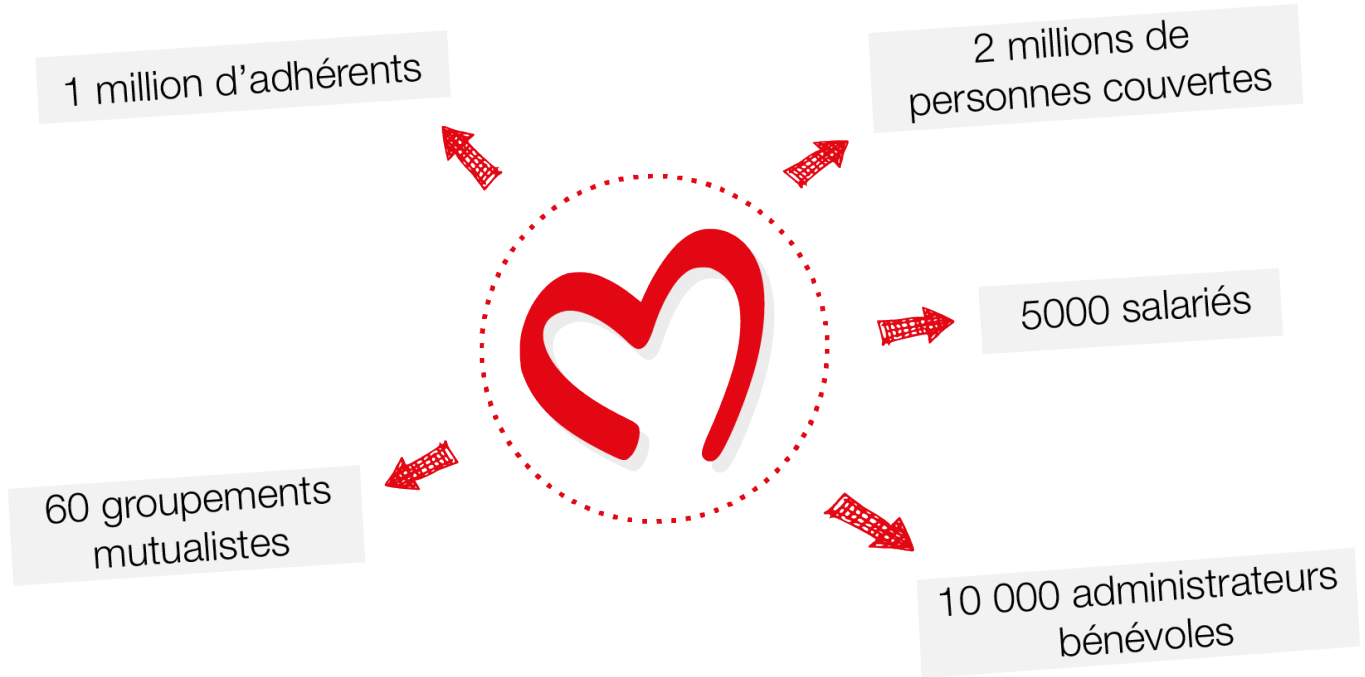 1 million d’adhérents
2 millions de
personnes couvertes
5000 salariés
60 groupements
mutualistes
10 000 administrateurs
bénévoles